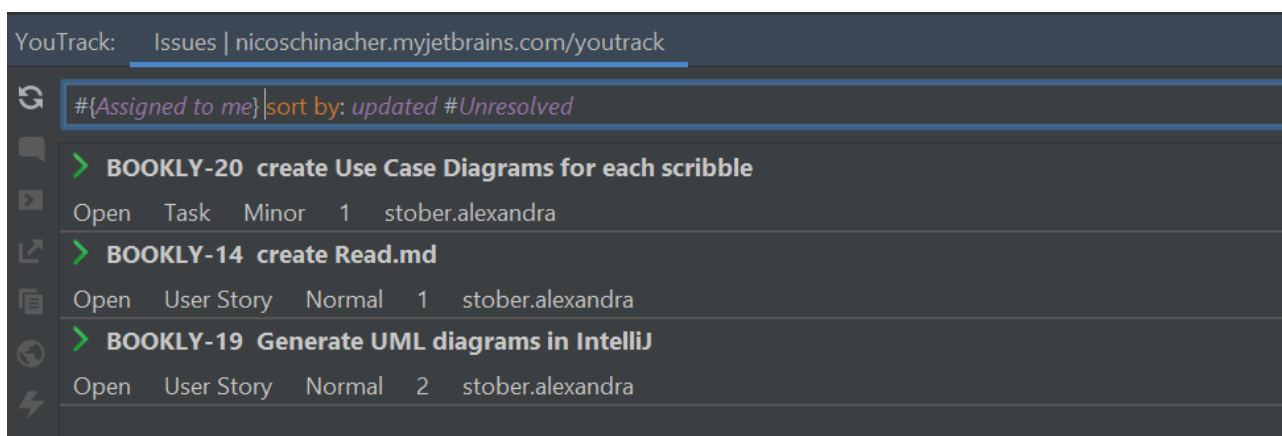 YouTrack: Issues | nicoschinacher.myjetbrains.com/youtrack
#{Assigned to me} sort by: updated #Unresolved
BOOKLY-20 create Use Case Diagrams for each scribble
Open Task Minor 1 stober.alexandra
BOOKLY-14 create Read.md
Open User Story Normal 1 stober.alexandra
BOOKLY-19 Generate UML diagrams in IntelliJ
Open User Story Normal 2 stober.alexandra